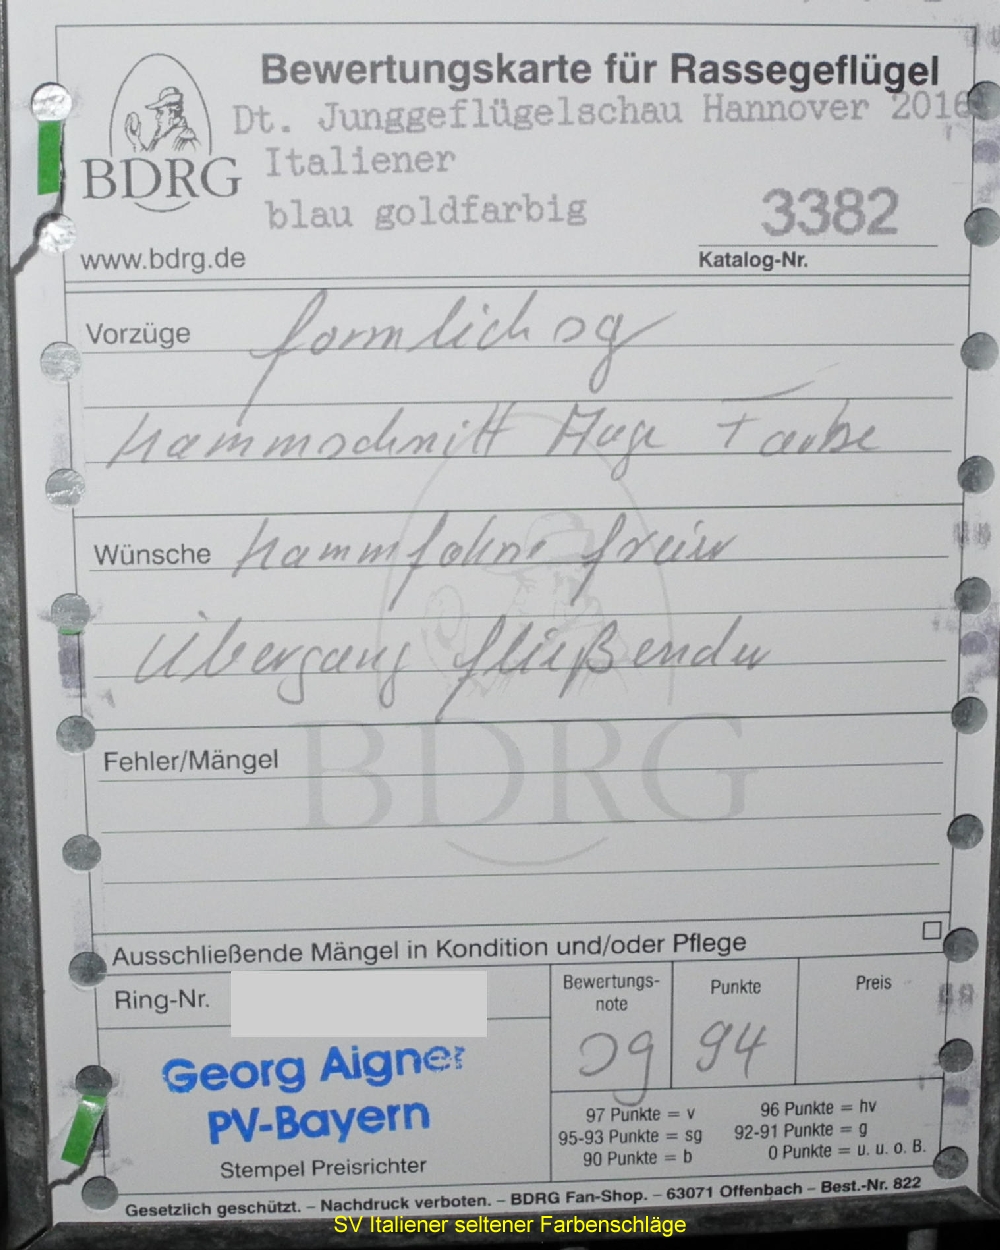 Bewertungskarte für Rassegeflügel
Dt. Junggeflügelschau Hannover 2016
BDRG
Italiener
blau goldfarbig
3382
www.bdrg.de
Katalog-Nr.
Vorzüge formlich sg
Kammschnitt Auge Farbe
Wünsche Kammfahne freier
Übergang fließender
BDRG
Fehler/Mängel
Ausschließende Mängel in Kondition und/oder Pflege
Ring-Nr.
Bewertungs-
note
Punkte
Preis
sg
94
Georg Aigner
PV-Bayern
Stempel Preisrichter
97 Punkte = v
96 Punkte = hv
95-93 Punkte = sg
92-91 Punkte = g
90 Punkte = b
0 Punkte = u. u. o. B.
Gesetzlich geschützt. – Nachdruck verboten. – BDRG Fan-Shop. – 63071 Offenbach – Best.-Nr. 822
SV Italiener seltener Farbenschläge